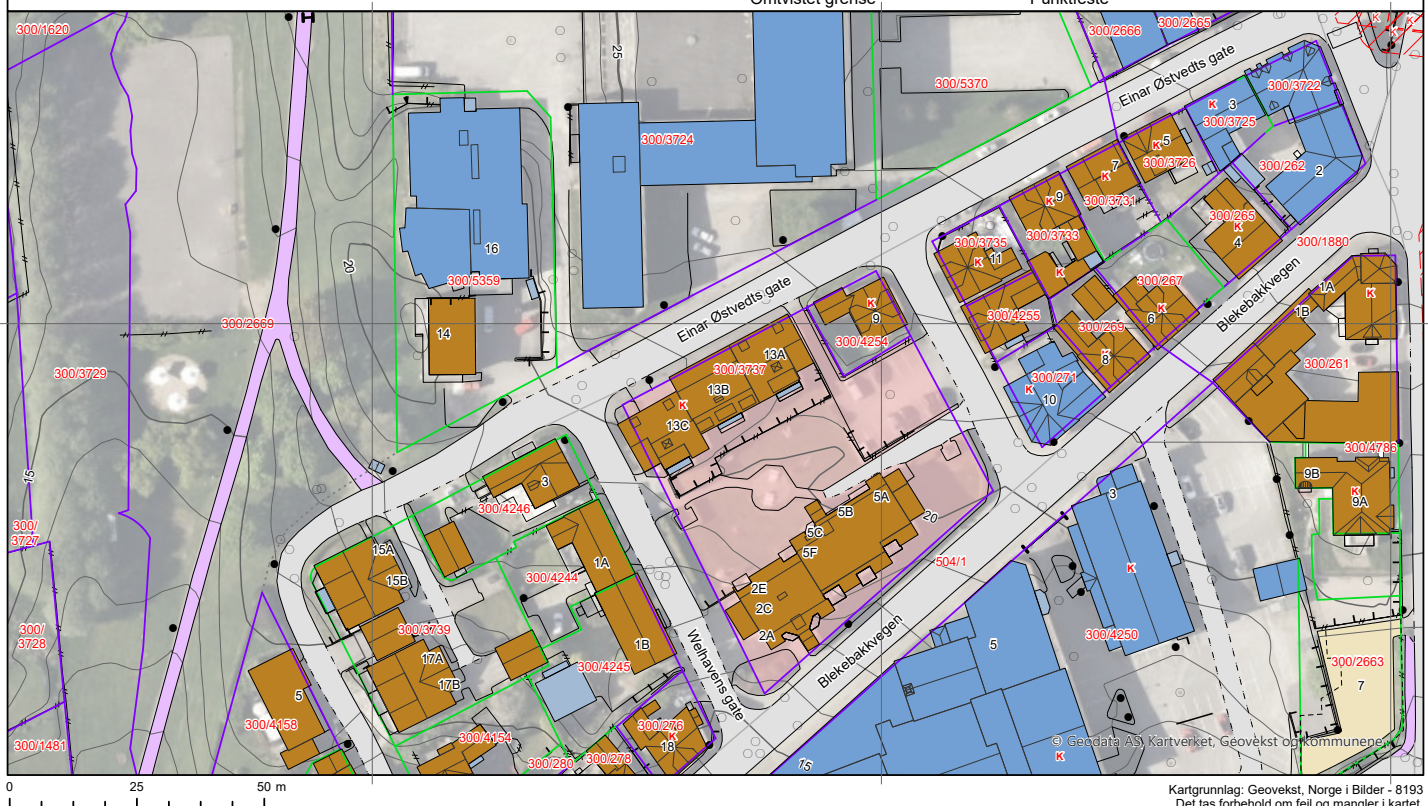 Omtvistet grense
Punktfeste
300/1620
25
300/2666
300/2665
Einar Østvedts gate
K
K
K
300/5370
300/3722
K
3
300/3725
300/3724
5
K
300/3726
300/262
2
7
K
300/3731
9
K
300/3733
300/265
K
4
300/1880
16
300/3735
K
11
300/5359
20
K
300/267
K
6
Blekebakkvegen
1A
K
1B
Einar Østvedts gate
K
9
300/4254
300/4255
300/269
K
8
300/2669
14
13A
300/3737
13B
K
13C
300/271
K
10
300/261
300/3729
300/4786
15
3
300/4246
5A
5B
20
5C
5F
3
9B
K
9A
300/
3727
15A
15B
1A
300/4244
504/1
K
2E
2C
2A
300/
3728
300/3739
17A
17B
1B
300/4245
Welhavens gate
Blekebakkvegen
5
300/4250
300/2663
7
5
300/4158
300/276
K
18
300/1481
300/4154
300/280
300/278
15
K
© Geodata AS, Kartverket, Geovekst og kommunene
0
25
50 m
Kartgrunnlag: Geovekst, Norge i Bilder - 8193
Det tas forbehold om feil og mangler i kartet